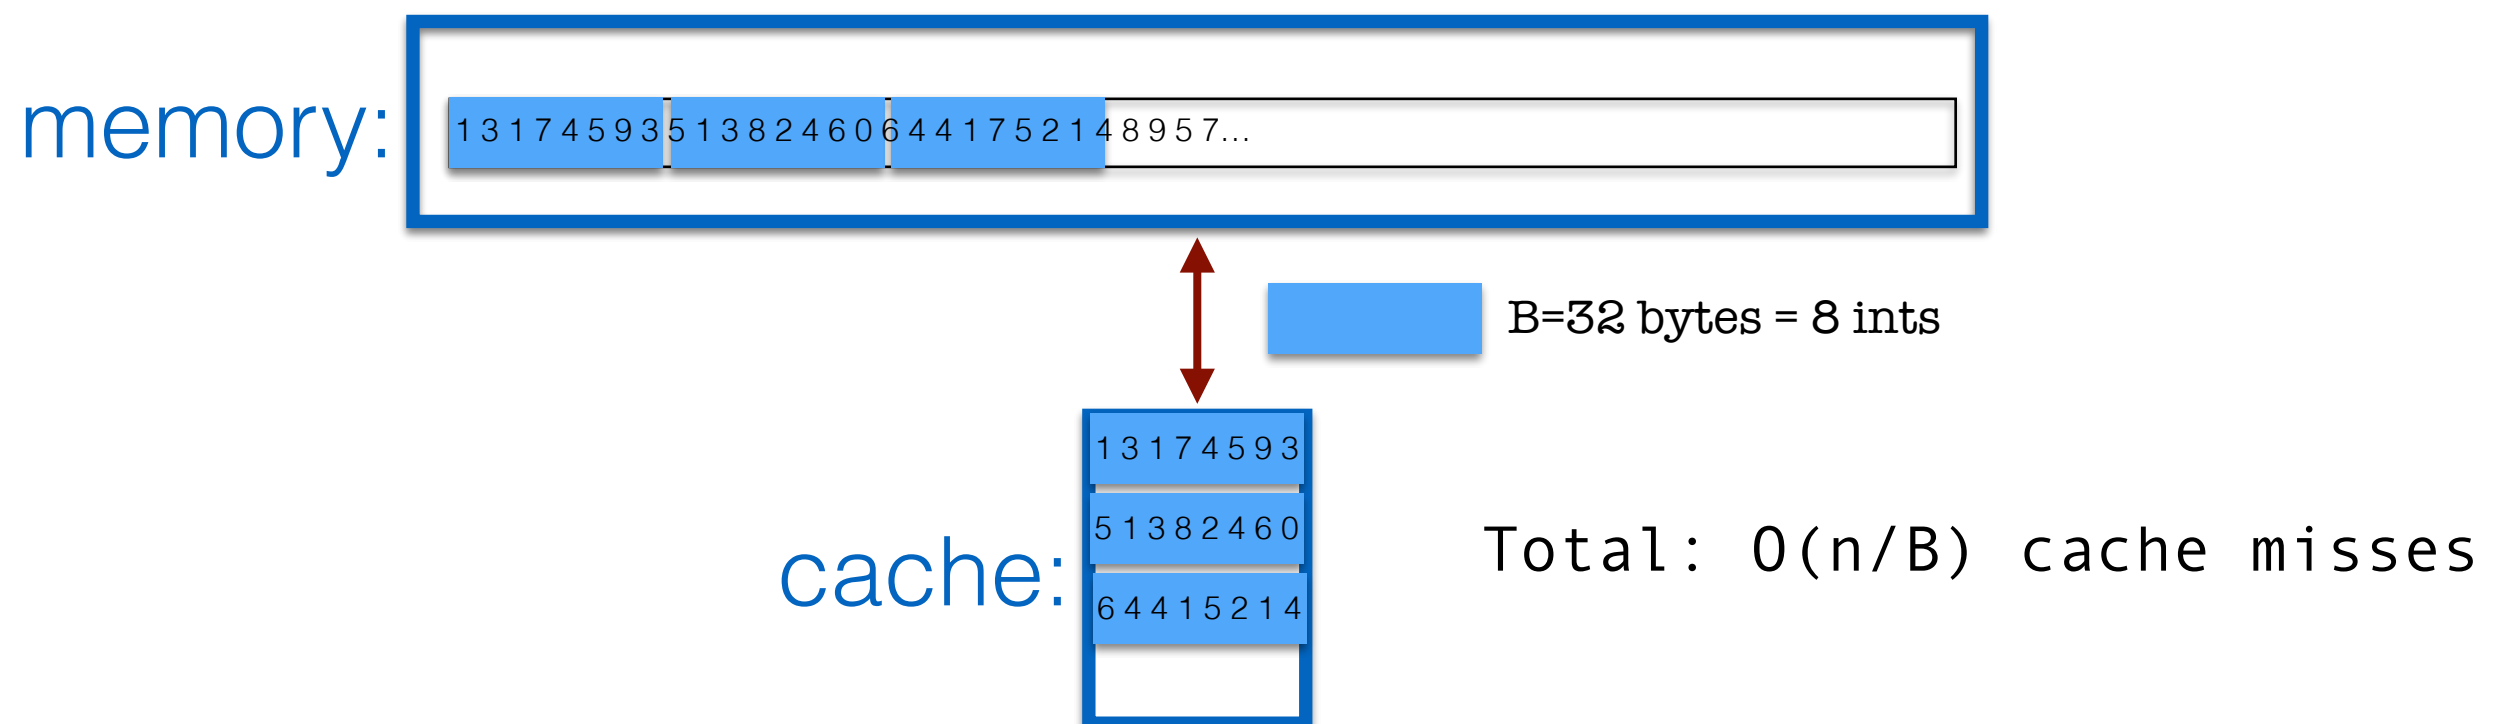 memory:
1 3 1 7 4 5 9 3 5 1 3 8 2 4 6 0 6 4 4 1 7 5 2 1 4 8 9 5 7...
B=32 bytes = 8 ints
1 3 1 7 4 5 9 3
5 1 3 8 2 4 6 0
cache:
Total: O(n/B) cache misses
6 4 4 1 5 2 1 4